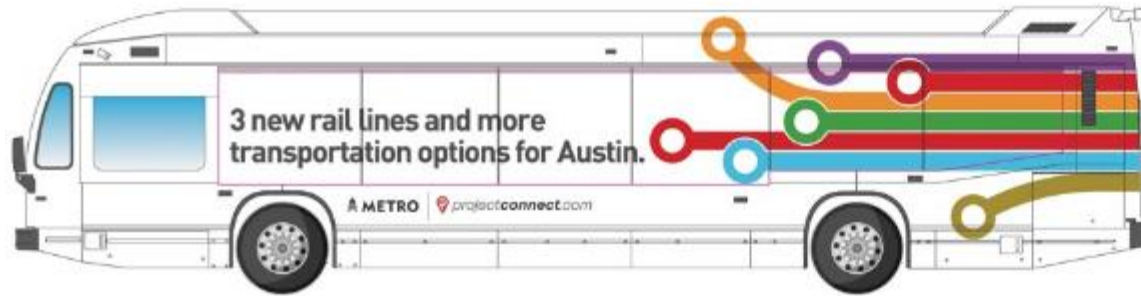 3 new rail lines and more
transportation options for Austin.
METRO projectconnect.com